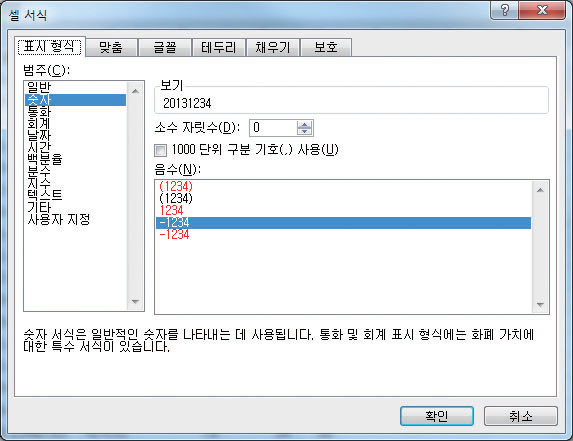 셀 서식
표시 형식 맞춤 글꼴 테두리 채우기 보호
범주(C):
일반
숫자
통화
회계
날짜
시간
백분율
분수
지수
텍스트
기타
사용자 지정
보기
20131234
소수 자릿수(D): 0
1000 단위 구분 기호(,) 사용(U)
음수(N):
(1234)
(1234)
1234
-1234
-1234
숫자 서식은 일반적인 숫자를 나타내는 데 사용됩니다. 통화 및 회계 표시 형식에는 화폐 가치에
대한 특수 서식이 있습니다.
확인 취소